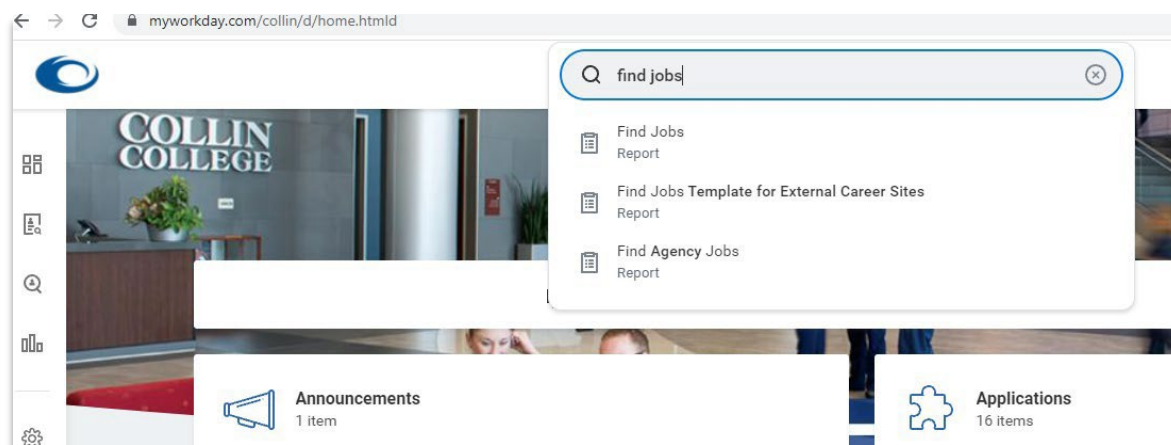 myworkday.com/collin/d/home.htmld
find jobs
Find Jobs
Report
Find Jobs Template for External Career Sites
Report
Find Agency Jobs
Report
COLLIN
COLLEGE
Announcements
1 item
Applications
16 items